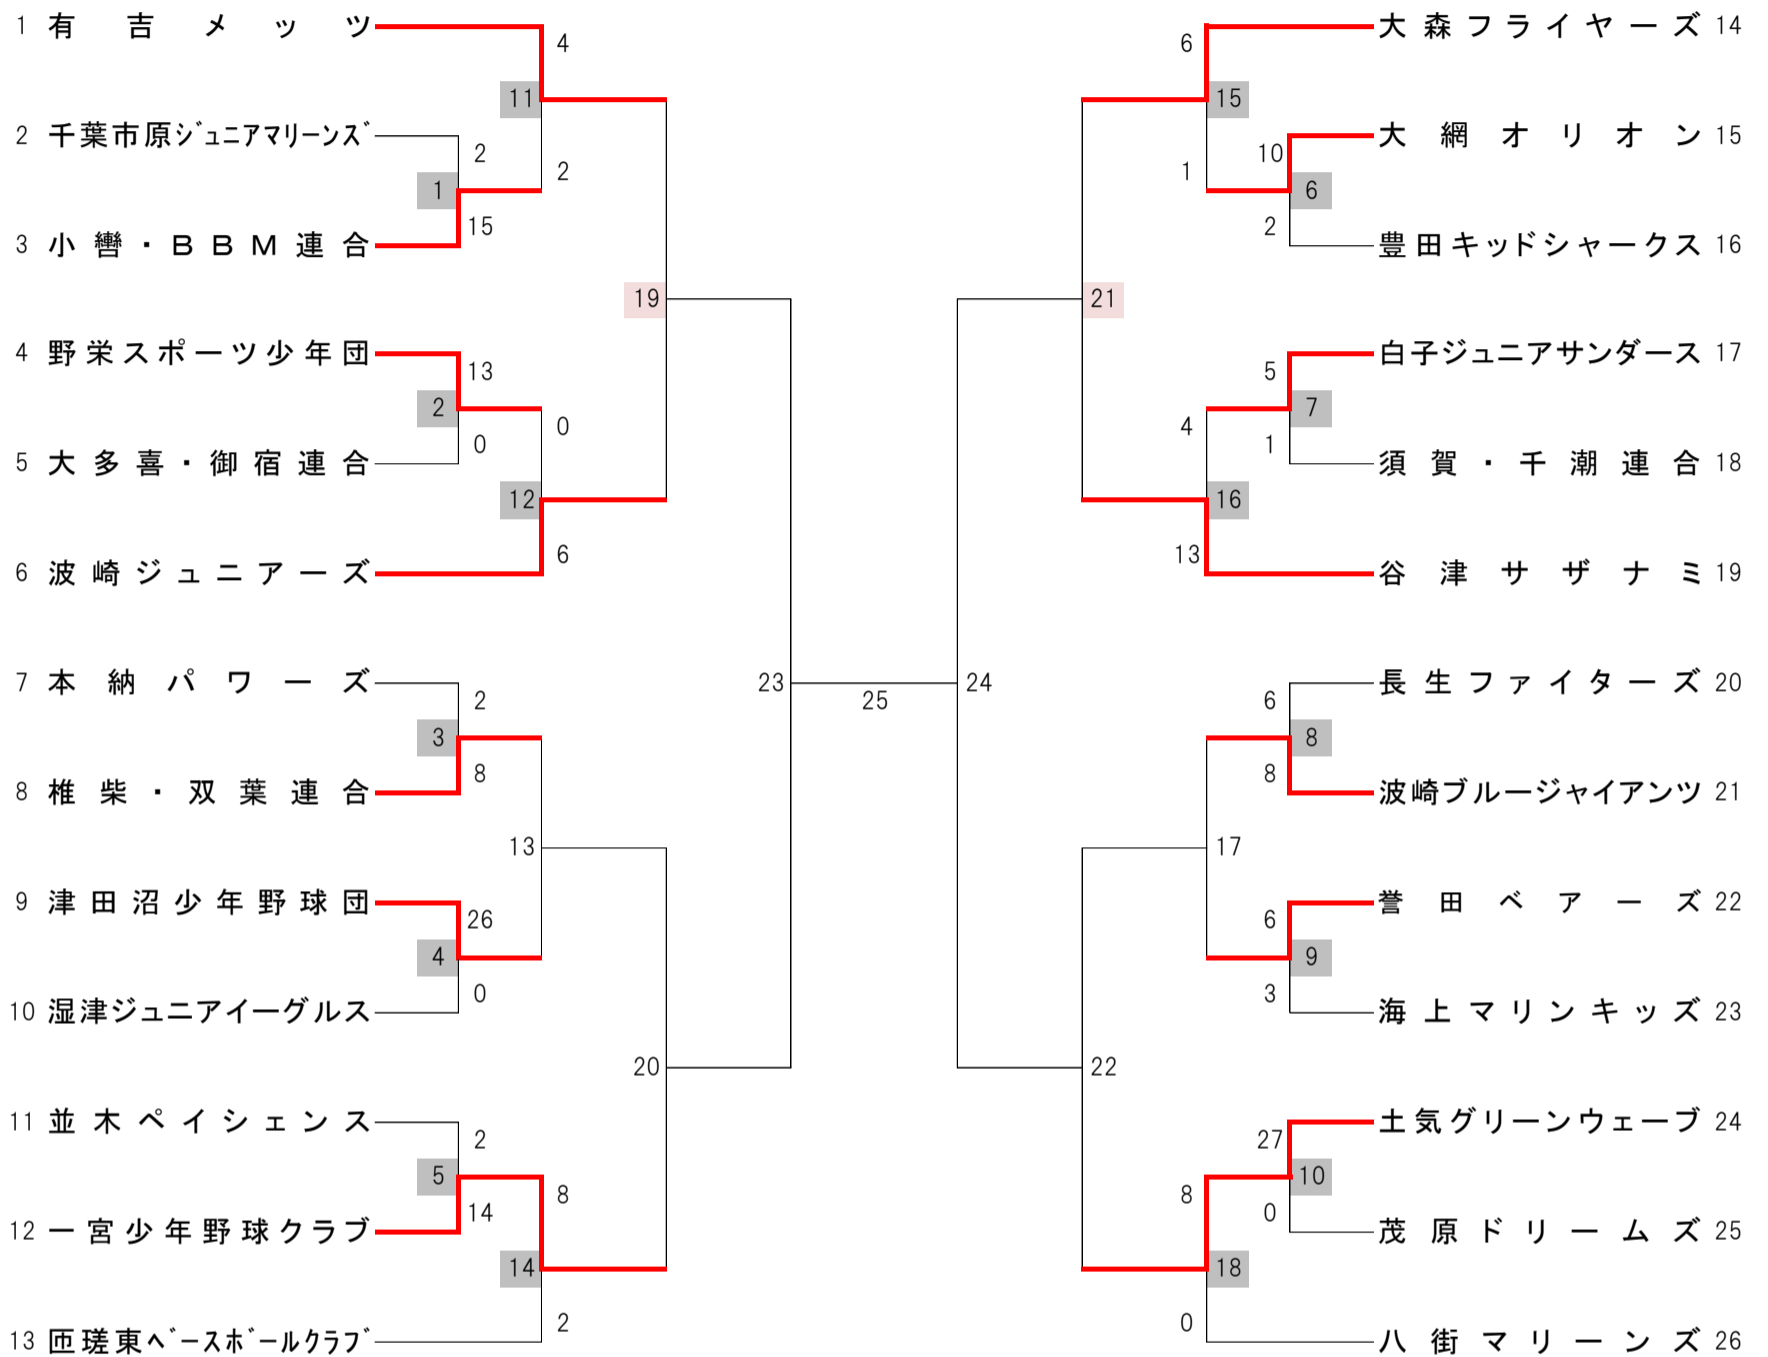 1 有吉メッツ 4 6 大森フライヤーズ 14
11 15
2 千葉市原ジュニアマリーンズ 2 2 1 10 大網オリオン 15
1 6
3 小轡・BBM連合 15 2 豊田キッドシャークス 16
19 21
4 野栄スポーツ少年団 13 5 白子ジュニアサンダース 17
2 0 4 7
5 大多喜・御宿連合 0 1 須賀・千潮連合 18
12 16
6 波崎ジュニアーズ 6 13 谷津サザナミ 19
7 本納パワーズ 2 23 25 24 6 長生ファイターズ 20
3 8
8 椎柴・双葉連合 8 8 波崎ブルージャイアンツ 21
13 17
9 津田沼少年野球団 26 6 誉田ベアーズ 22
4 9
10 湿津ジュニアイーグルス 0 3 海上マリンキッズ 23
20 22
11 並木ペイシェンス 2 27 土気グリーンウェーブ 24
5 8 8 10
12 一宮少年野球クラブ 14 0 茂原ドリームズ 25
14 18
13 匝瑳東ベースボールクラブ 2 0 八街マリーンズ 26